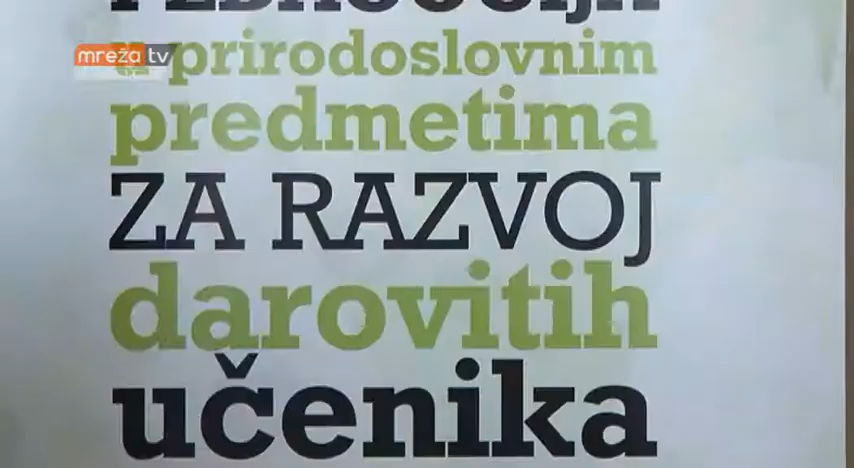 mreža tv
u prirodoslovnim
predmetima
ZA RAZVOJ
darovitih
učenika